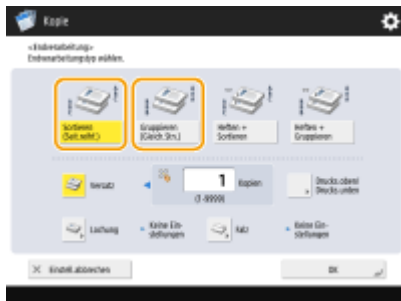 Kopie
<Endverarbeitung>
Endverarbeitungstyp wählen.
Sortieren
(Seit.reihf.)
Gruppieren
(Gleich.Stn.)
Heften +
Sortieren
Heften +
Gruppieren
Versatz
1
Kopien
(1-9999)
Drucks.oben/
Drucks.unten
Lochung
Keine Ein-
stellungen
Falz
Keine Ein-
stellungen
Einstell.abbrechen
OK